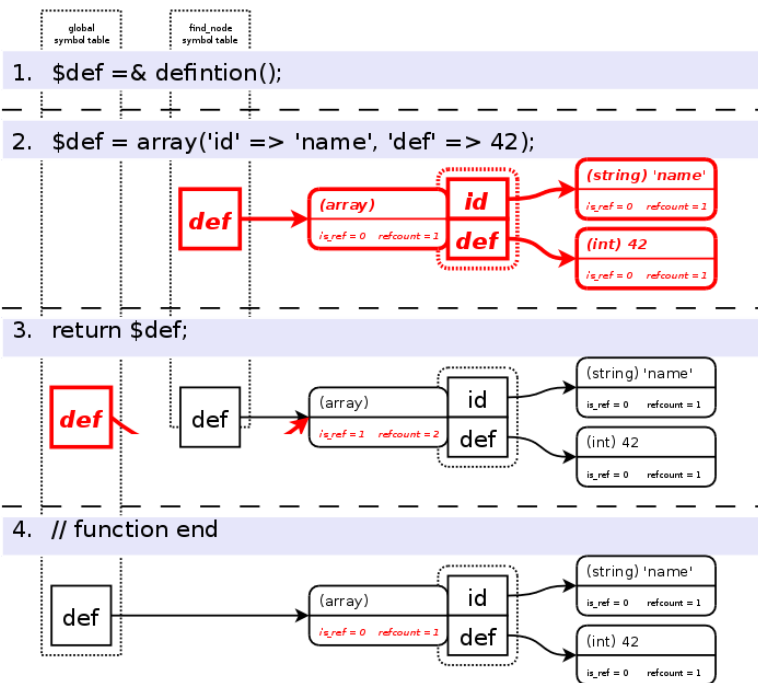 global
symbol table
find_node
symbol table
1. $def =& defintion();
2. $def = array('id' => 'name', 'def' => 42);
def
(array)
is_ref = 0 refcount = 1
id
def
(string) 'name'
is_ref = 0 refcount = 1
(int) 42
is_ref = 0 refcount = 1
3. return $def;
def
def
(array)
is_ref = 1 refcount = 2
id
def
(string) 'name'
is_ref = 0 refcount = 1
(int) 42
is_ref = 0 refcount = 1
4. // function end
def
(array)
is_ref = 0 refcount = 1
id
def
(string) 'name'
is_ref = 0 refcount = 1
(int) 42
is_ref = 0 refcount = 1